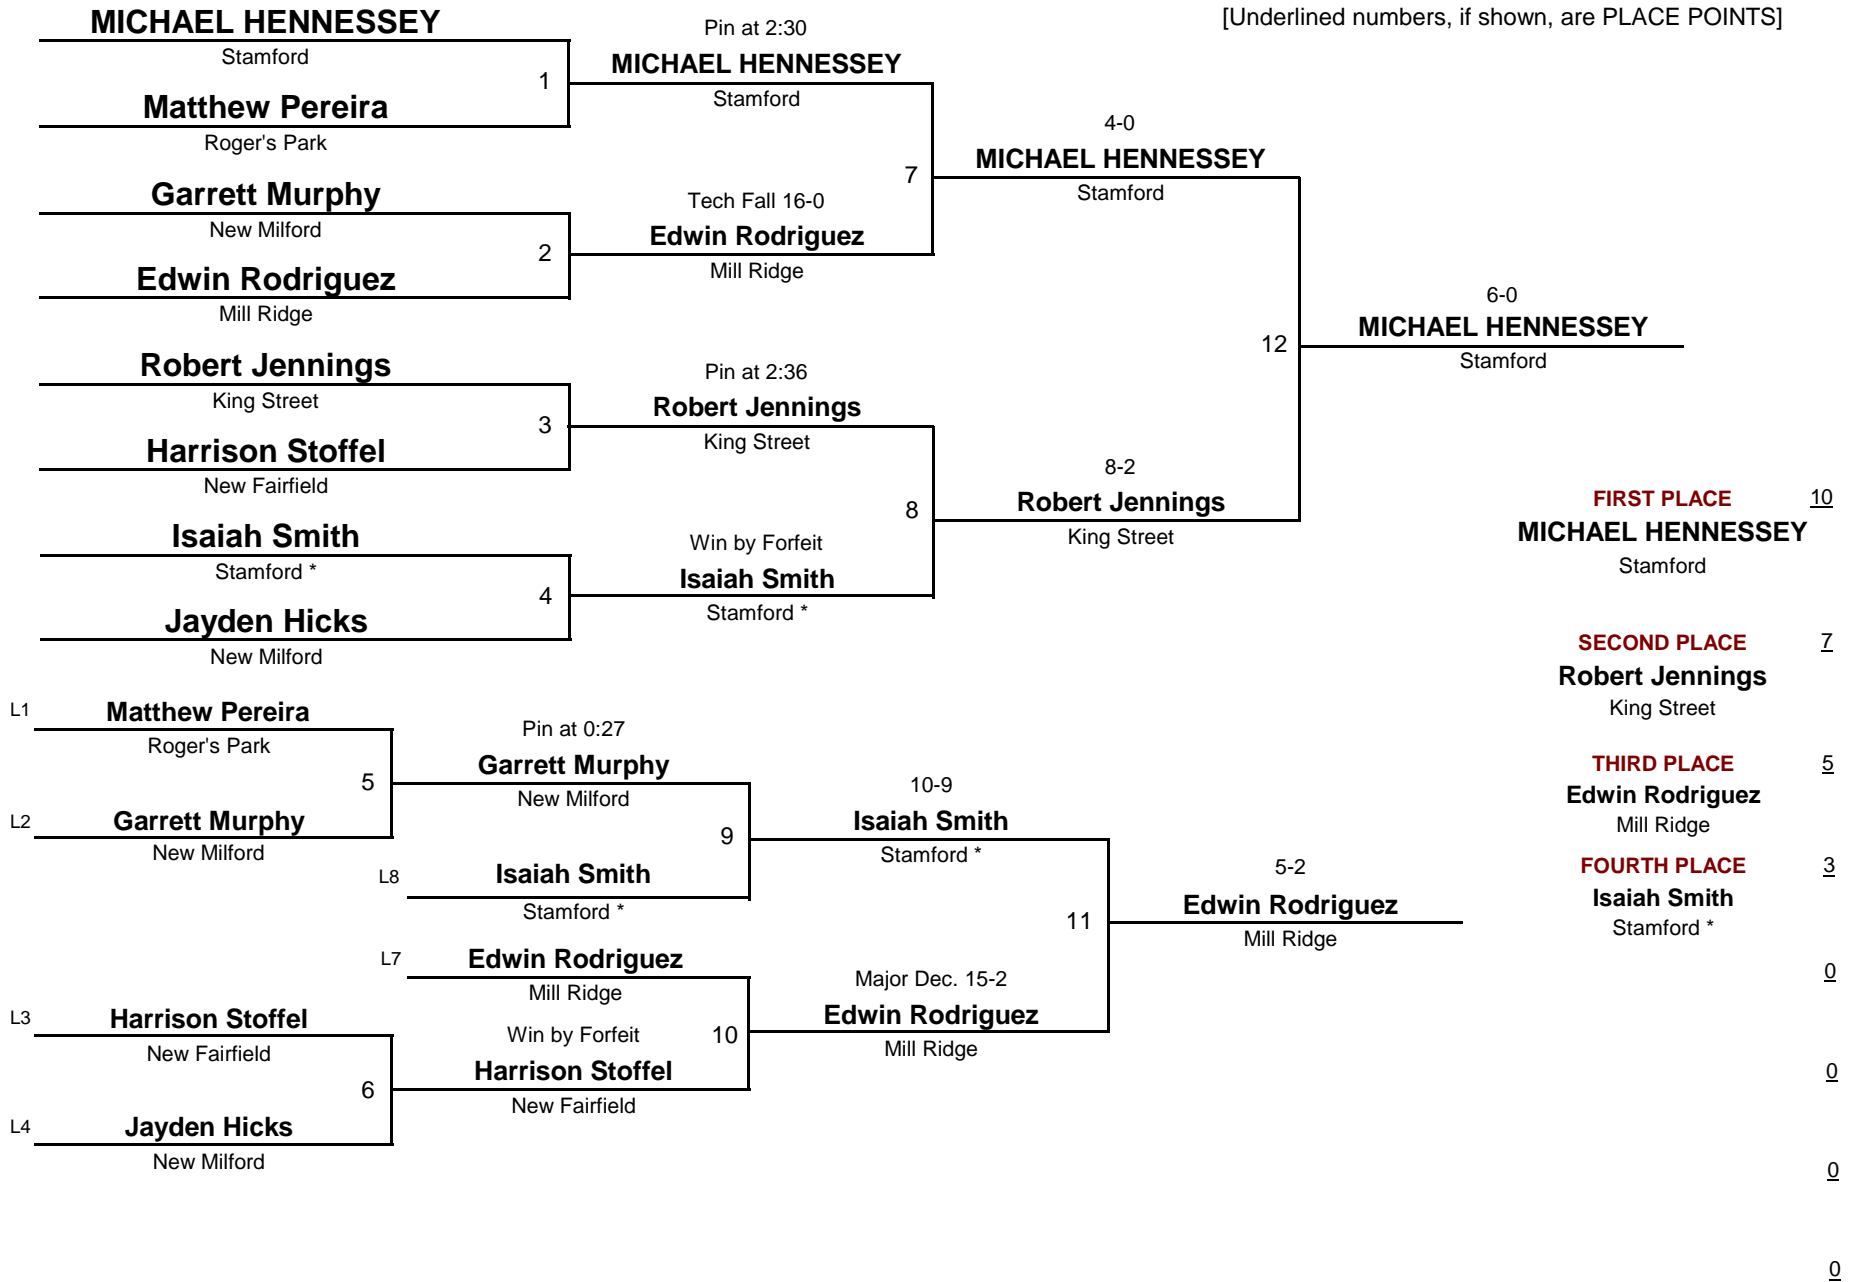 [Underlined numbers, if shown, are PLACE POINTS]
MICHAEL HENNESSEY
Stamford
1
Matthew Pereira
Roger's Park
Garrett Murphy
New Milford
2
Edwin Rodriguez
Mill Ridge
Robert Jennings
King Street
3
Harrison Stoffel
New Fairfield
Isaiah Smith
Stamford *
4
Jayden Hicks
New Milford
Pin at 2:30
MICHAEL HENNESSEY
Stamford
7
Tech Fall 16-0
Edwin Rodriguez
Mill Ridge
Pin at 2:36
Robert Jennings
King Street
8
Win by Forfeit
Isaiah Smith
Stamford *
4-0
MICHAEL HENNESSEY
Stamford
12
8-2
Robert Jennings
King Street
6-0
MICHAEL HENNESSEY
Stamford
L1
Matthew Pereira
Roger's Park
5
L2
Garrett Murphy
New Milford
L3
Harrison Stoffel
New Fairfield
6
L4
Jayden Hicks
New Milford
Pin at 0:27
Garrett Murphy
New Milford
9
L8
Isaiah Smith
Stamford *
L7
Edwin Rodriguez
Mill Ridge
10
Win by Forfeit
Harrison Stoffel
New Fairfield
10-9
Isaiah Smith
Stamford *
11
Major Dec. 15-2
Edwin Rodriguez
Mill Ridge
5-2
Edwin Rodriguez
Mill Ridge
FIRST PLACE 10
MICHAEL HENNESSEY
Stamford
SECOND PLACE 7
Robert Jennings
King Street
THIRD PLACE 5
Edwin Rodriguez
Mill Ridge
FOURTH PLACE 3
Isaiah Smith
Stamford *
0
0
0
0